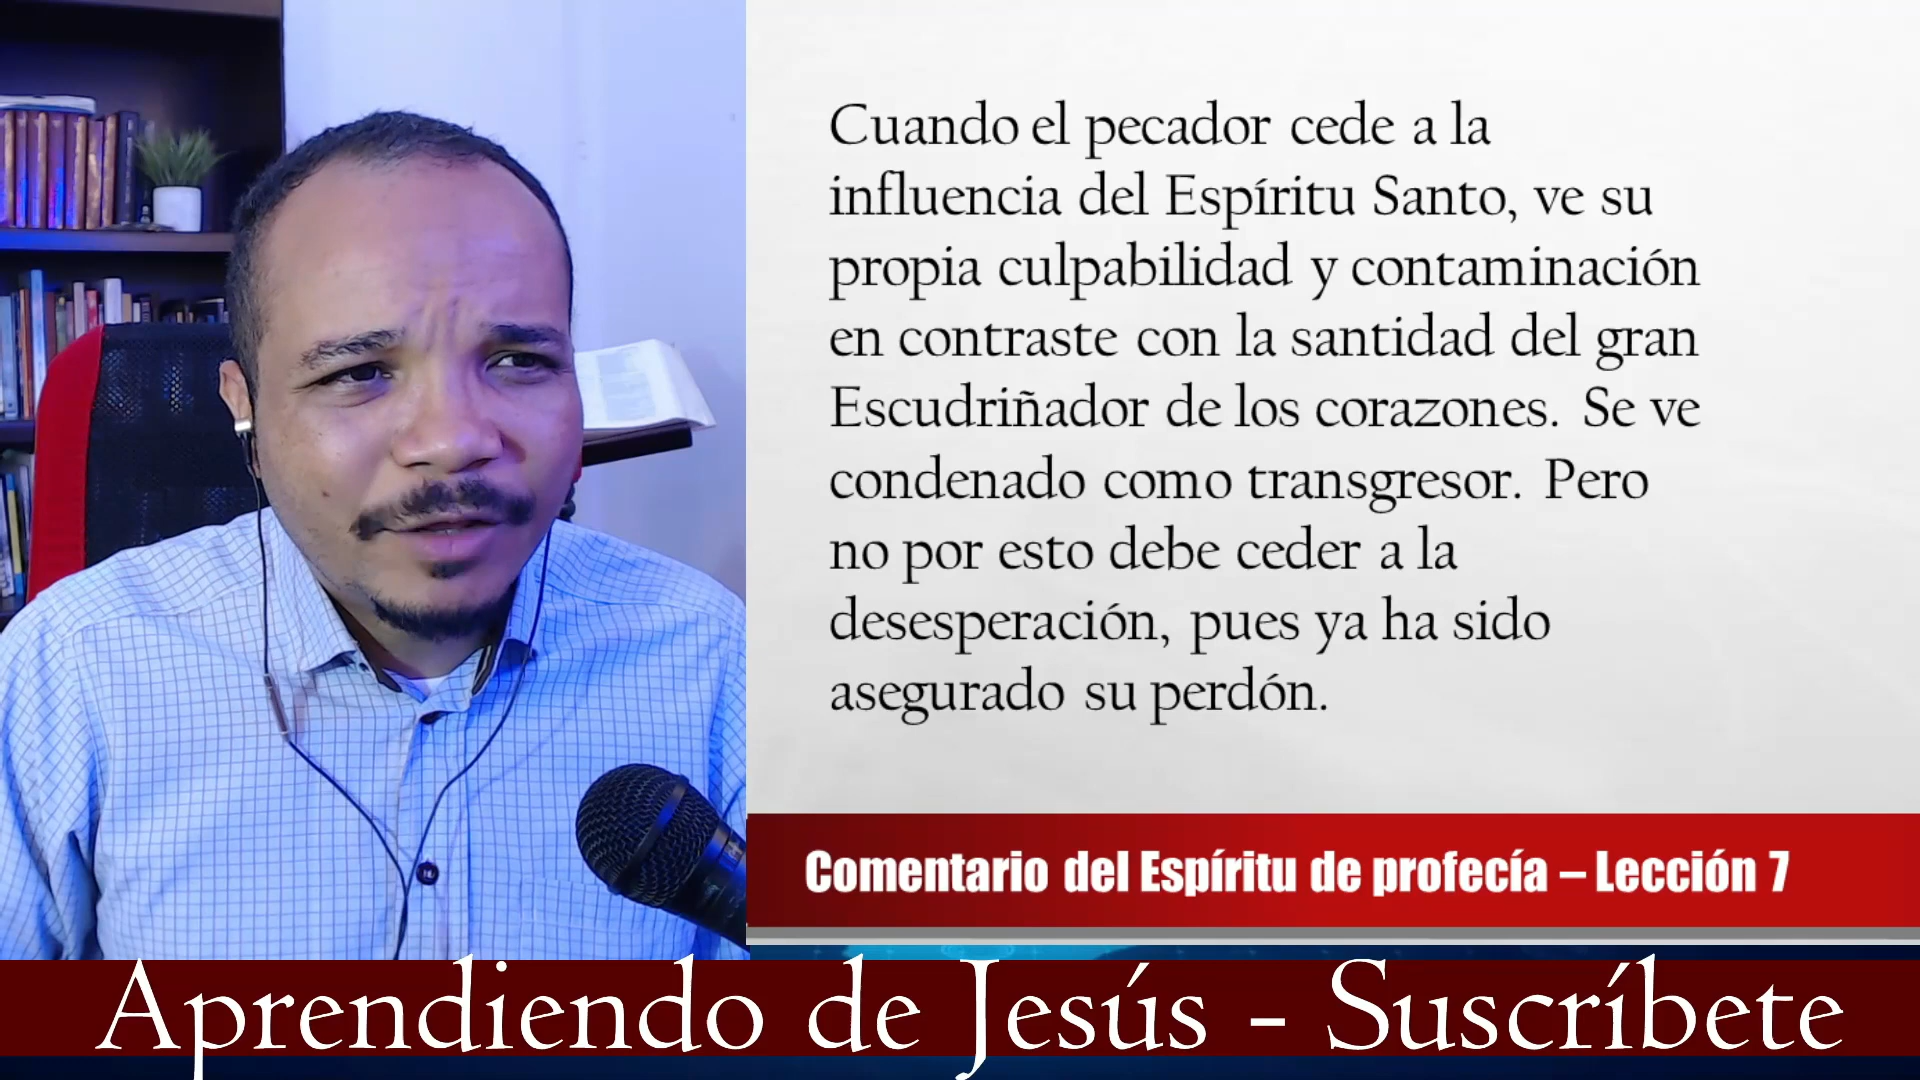 Cuando el pecador cede a la
influencia del Espíritu Santo, ve su
propia culpabilidad y contaminación
en contraste con la santidad del gran
Escudriñador de los corazones. Se ve
condenado como transgresor. Pero
no por esto debe ceder a la
desesperación, pues ya ha sido
asegurado su perdón.
Comentario del Espíritu de profecía – Lección 7
Aprendiendo de Jesús - Suscríbete